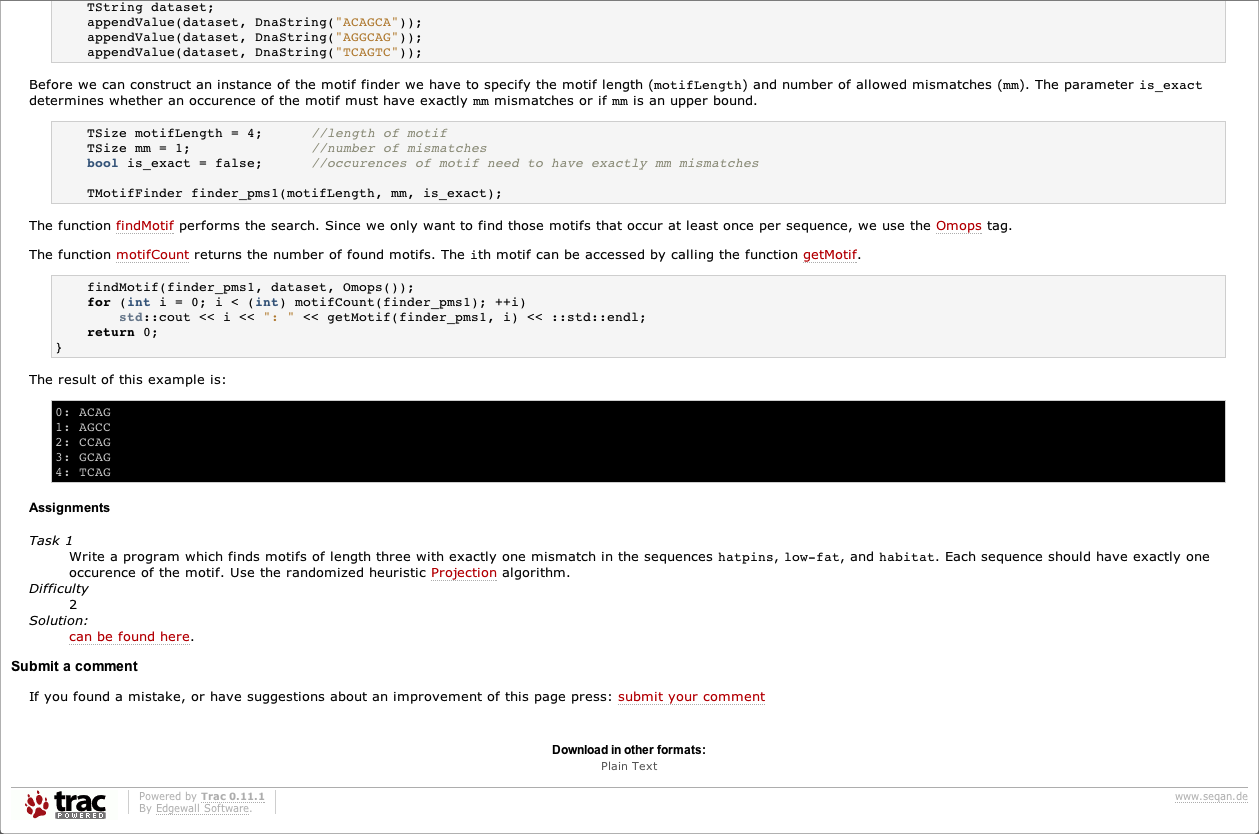 TString dataset;
appendValue(dataset, DnaString("ACAGCA"));
appendValue(dataset, DnaString("AGGCAG"));
appendValue(dataset, DnaString("TCAGTC"));
Before we can construct an instance of the motif finder we have to specify the motif length (motifLength) and number of allowed mismatches (mm). The parameter is_exact
determines whether an occurence of the motif must have exactly mm mismatches or if mm is an upper bound.
TSize motifLength = 4;      //length of motif
TSize mm = 1;               //number of mismatches
bool is_exact = false;      //occurences of motif need to have exactly mm mismatches
TMotifFinder finder_pms1(motifLength, mm, is_exact);
The function findMotif performs the search. Since we only want to find those motifs that occur at least once per sequence, we use the Omops tag.
The function motifCount returns the number of found motifs. The ith motif can be accessed by calling the function getMotif.
findMotif(finder_pms1, dataset, Omops());
for (int i = 0; i < (int) motifCount(finder_pms1); ++i)
std::cout << i << ": " << getMotif(finder_pms1, i) << ::std::endl;
return 0;
}
The result of this example is:
0: ACAG
1: AGCC
2: CCAG
3: GCAG
4: TCAG
Assignments
Task 1
Write a program which finds motifs of length three with exactly one mismatch in the sequences hatpins, low-fat, and habitat. Each sequence should have exactly one
occurence of the motif. Use the randomized heuristic Projection algorithm.
Difficulty
2
Solution:
can be found here.
Submit a comment
If you found a mistake, or have suggestions about an improvement of this page press: submit your comment
Download in other formats:
Plain Text
trac
POWERED
Powered by Trac 0.11.1
By Edgewall Software.
www.seqan.de